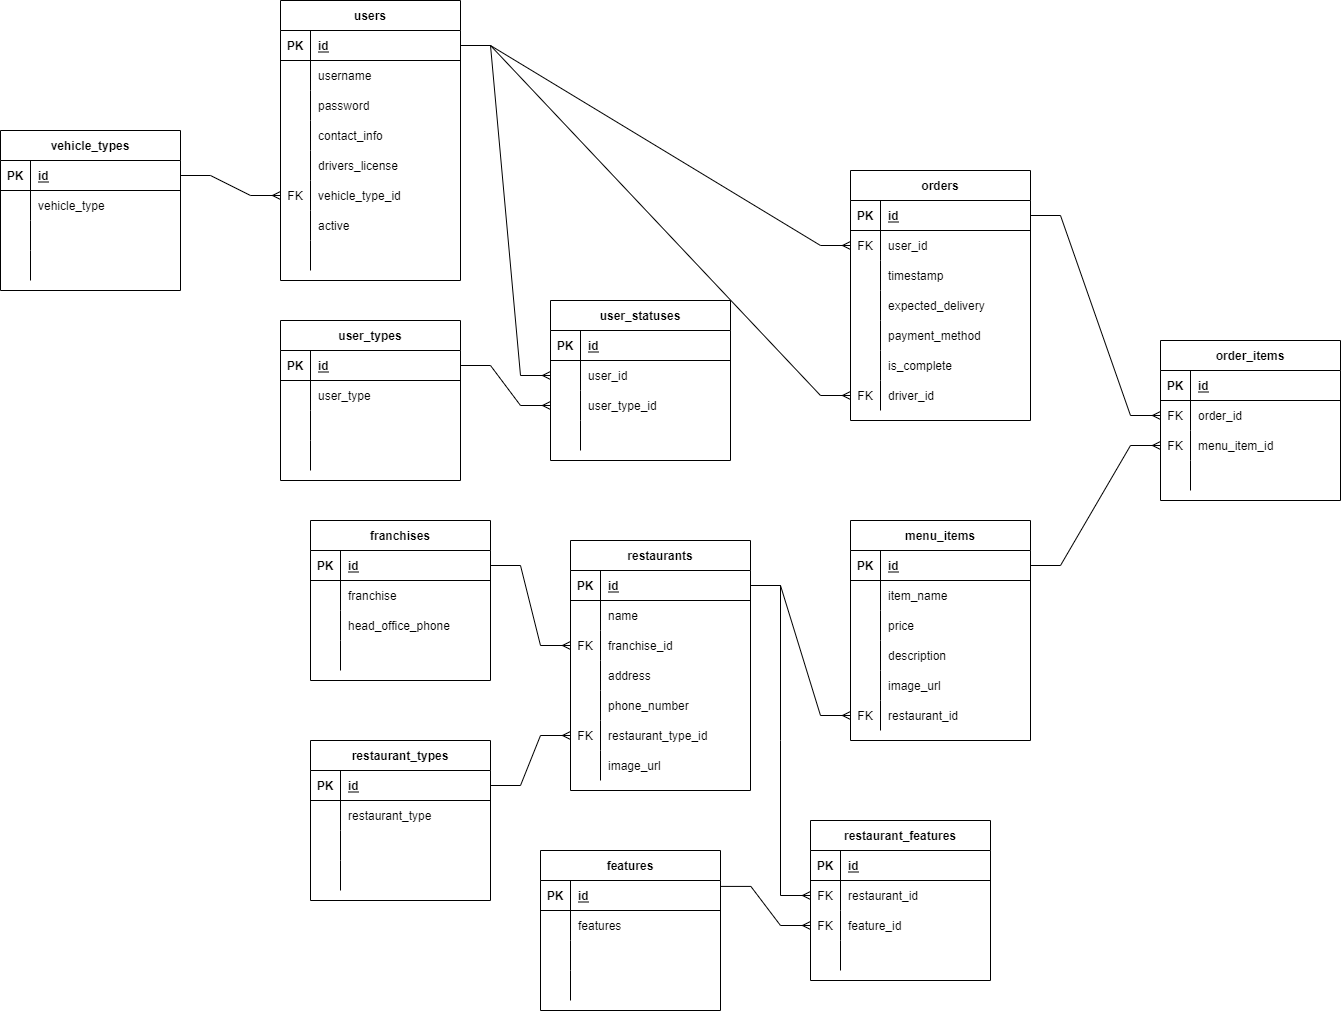 users
PK id
username
password
contact_info
drivers_license
FK vehicle_type_id
active
vehicle_types
PK id
vehicle_type
orders
PK id
FK user_id
timestamp
expected_delivery
payment_method
is_complete
FK driver_id
user_statuses
PK id
user_id
user_type_id
user_types
PK id
user_type
order_items
PK id
FK order_id
FK menu_item_id
franchises
PK id
franchise
head_office_phone
restaurants
PK id
name
FK franchise_id
address
phone_number
FK restaurant_type_id
image_url
menu_items
PK id
item_name
price
description
image_url
FK restaurant_id
restaurant_types
PK id
restaurant_type
features
PK id
features
restaurant_features
PK id
FK restaurant_id
FK feature_id